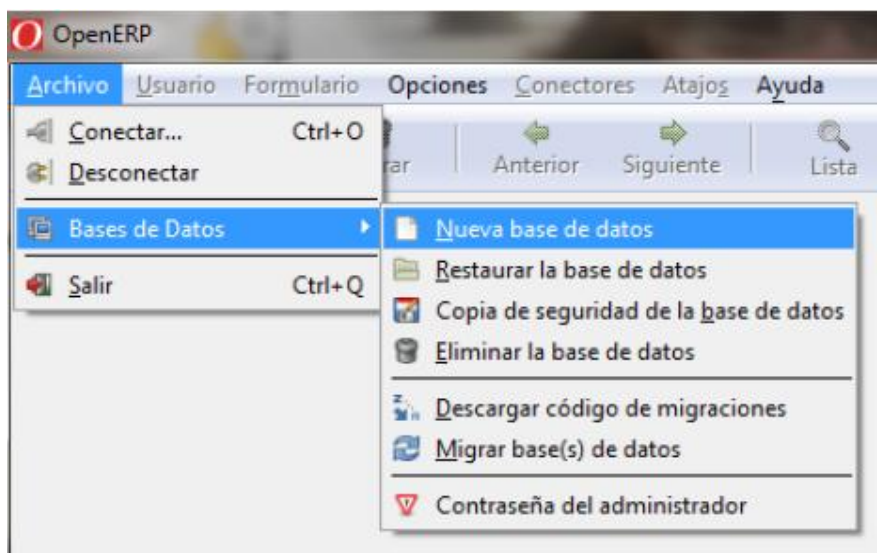 OpenERP
Archivo Usuario Formulario Opciones Conectores Atajos Ayuda
Conectar... Ctrl+O
rar Anterior Siguiente Lista
Desconectar
Bases de Datos
Nueva base de datos
Restaurar la base de datos
Salir Ctrl+Q
Copia de seguridad de la base de datos
Eliminar la base de datos
Descargar código de migraciones
Migrar base(s) de datos
Contraseña del administrador